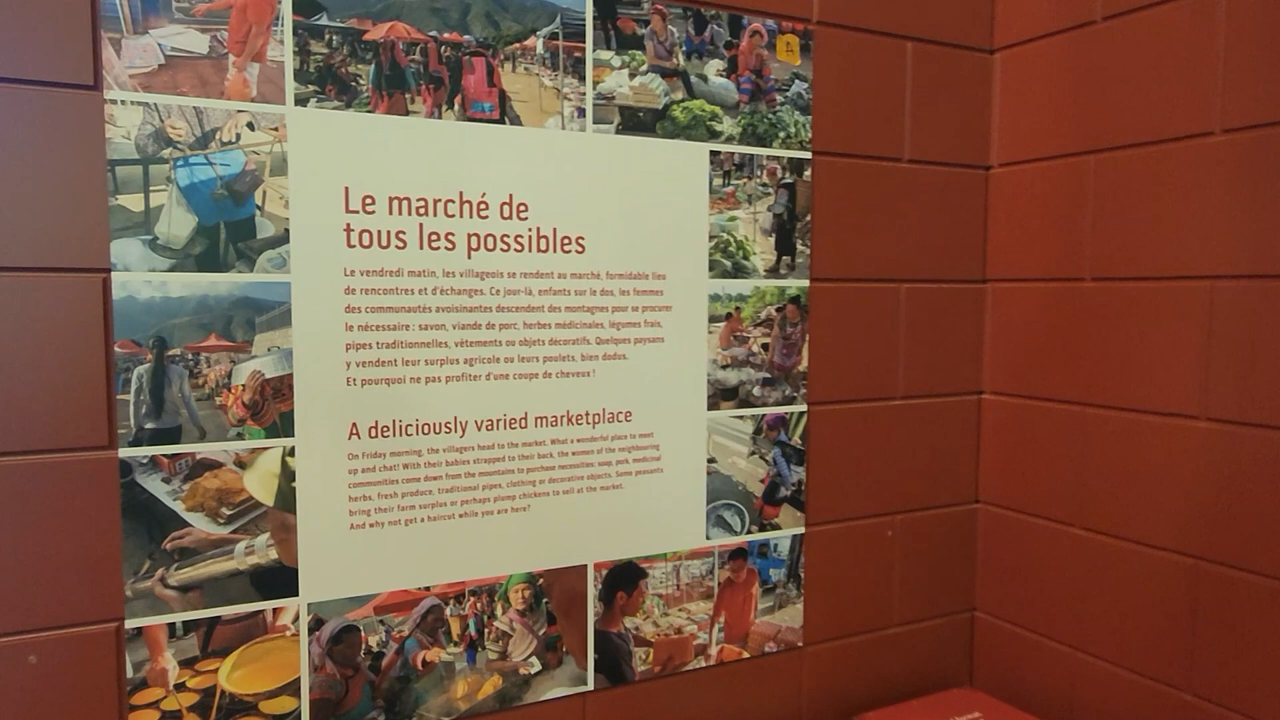 Le marché de
tous les possibles
Le vendredi matin, les villageois se rendent au marché, formidable lieu
de rencontres et d'échanges. Ce jour-là, enfants sur le dos, les femmes
des communautés avoisinantes descendent des montagnes pour se procurer
le nécessaire : savon, viande de porc, herbes médicinales, légumes frais,
pipes traditionnelles, vêtements ou objets décoratifs. Quelques paysans
y vendent leur surplus agricole ou leurs poulets, bien dodus.
Et pourquoi ne pas profiter d'une coupe de cheveux !
A deliciously varied marketplace
On Friday morning, the villagers head to the market. What a wonderful place to meet
up and chat! With their babies strapped to their back, the women of the neighbouring
communities come down from the mountains to purchase necessities: soap, pork, medicinal
herbs, fresh produce, traditional pipes, clothing or decorative objects. Some peasants
bring their farm surplus or perhaps plump chickens to sell at the market.
And why not get a haircut while you are here?